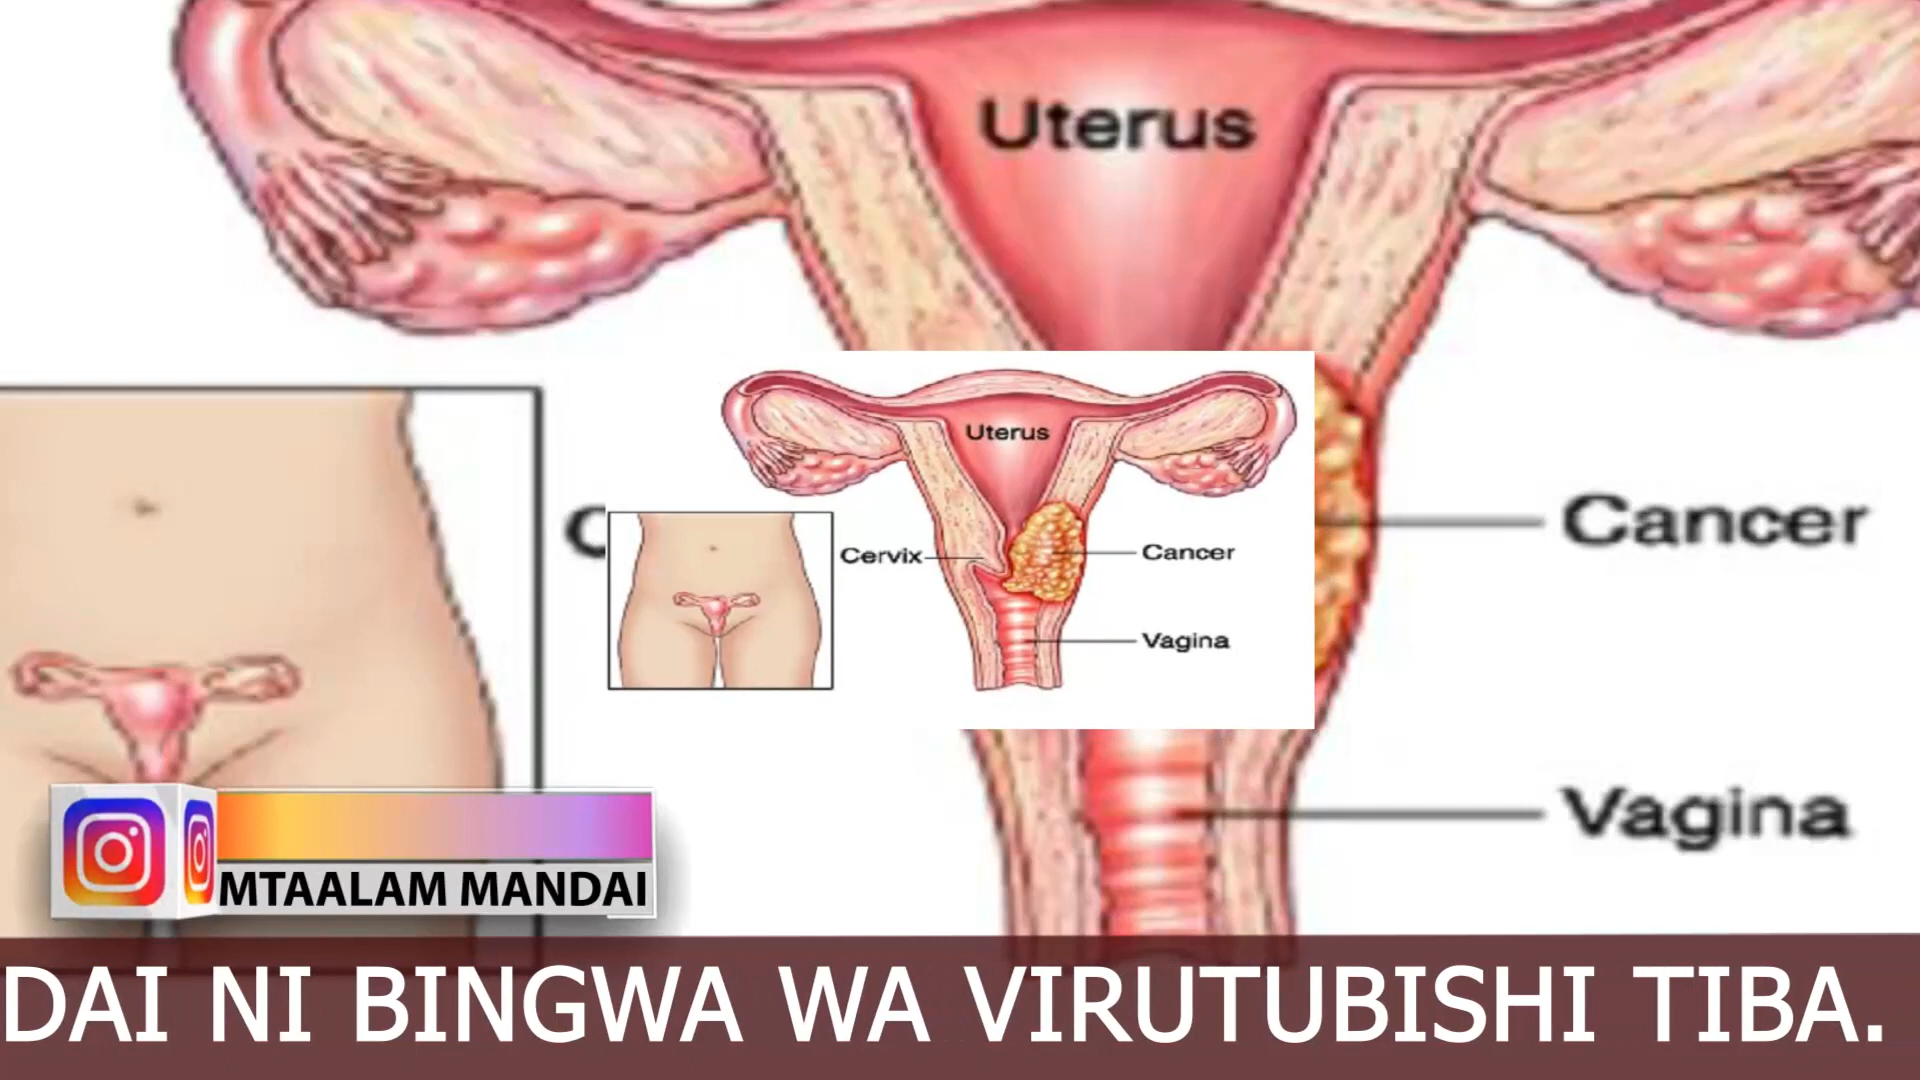 Uterus
Cancer
Vagina
Uterus
Cervix
Cancer
Vagina
MTAALAM MANDAI
DAI NI BINGWA WA VIRUTUBISHI TIBA.